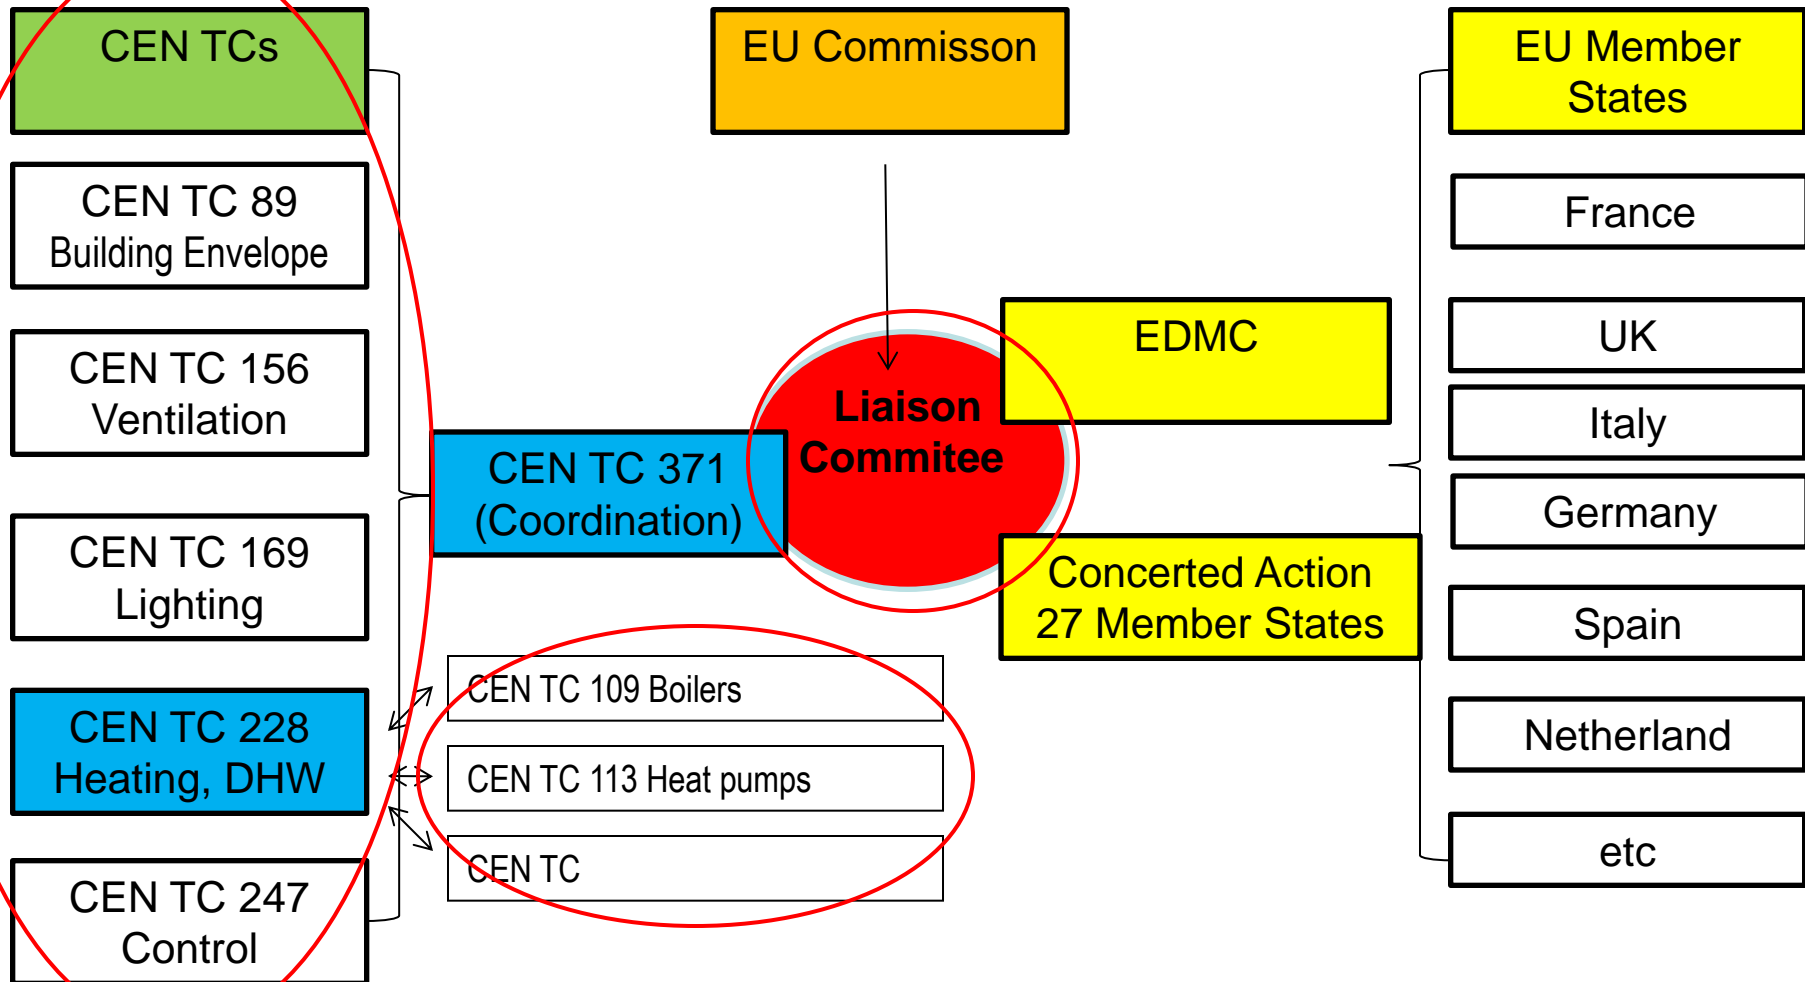 CEN TCs
CEN TC 89
Building Envelope
CEN TC 156
Ventilation
CEN TC 169
Lighting
CEN TC 228
Heating, DHW
CEN TC 247
Control
EU Commisson
CEN TC 371
(Coordination)
Liaison
Commitee
EDMC
Concerted Action
27 Member States
CEN TC 109 Boilers
CEN TC 113 Heat pumps
CEN TC
EU Member
States
France
UK
Italy
Germany
Spain
Netherland
etc